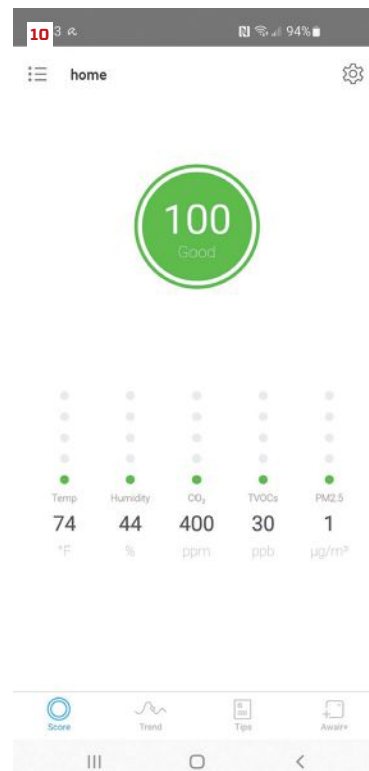 10 3 94%
home
100
Good
Temp Humidity CO₂ TVOCs PM2.5
74 44 400 30 1
°F % ppm ppb µg/m³
Score Trend Tips Awair+